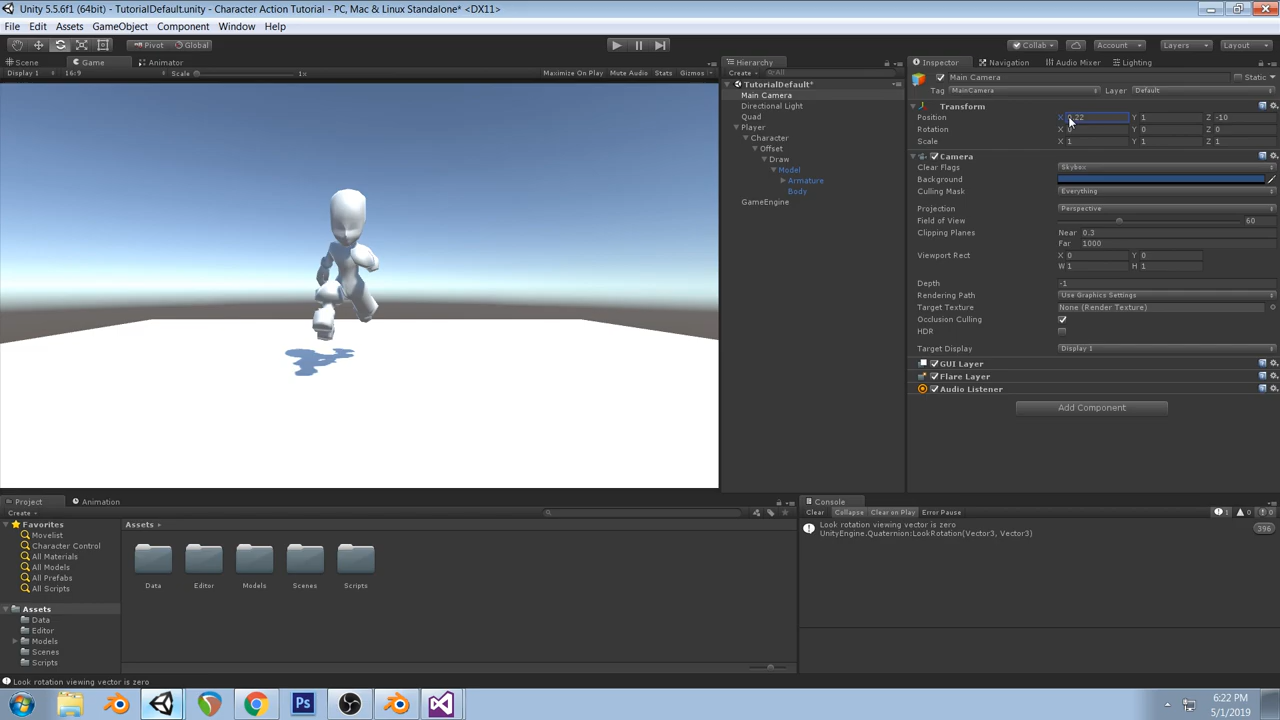 Unity 5.5.6f1 (64bit) - TutorialDefault.unity - Character Action Tutorial - PC, Mac & Linux Standalone* <DX11>
File Edit Assets GameObject Component Window Help
Pivot Global Collab Account Layers Layout
Scene Game Animator
Display 1 16:9 Scale 1x Maximize On Play Mute Audio Stats Gizmos
Hierarchy
Create All
TutorialDefault*
Main Camera
Directional Light
Quad
Player
Character
Offset
Draw
Model
Armature
Body
GameEngine
Inspector Navigation Audio Mixer Lighting
Main Camera Static
Tag MainCamera Layer Default
Transform
Position X 0.22 Y 1 Z -10
Rotation X 0 Y 0 Z 0
Scale X 1 Y 1 Z 1
Camera
Clear Flags Skybox
Background
Culling Mask Everything
Projection Perspective
Field of View 60
Clipping Planes Near 0.3
Far 1000
Viewport Rect X 0 Y 0
W 1 H 1
Depth -1
Rendering Path Use Graphics Settings
Target Texture None (Render Texture)
Occlusion Culling
HDR
Target Display Display 1
GUI Layer
Flare Layer
Audio Listener
Add Component
Project Animation
Create
Favorites
Movelist
Character Control
All Materials
All Models
All Prefabs
All Scripts
Assets
Data
Editor
Models
Scenes
Scripts
Assets
Data Editor Models Scenes Scripts
Console
Clear Collapse Clear on Play Error Pause 1 0 0
Look rotation viewing vector is zero
UnityEngine.Quaternion:LookRotation(Vector3, Vector3)
396
Look rotation viewing vector is zero
Ps
6:22 PM
5/1/2019